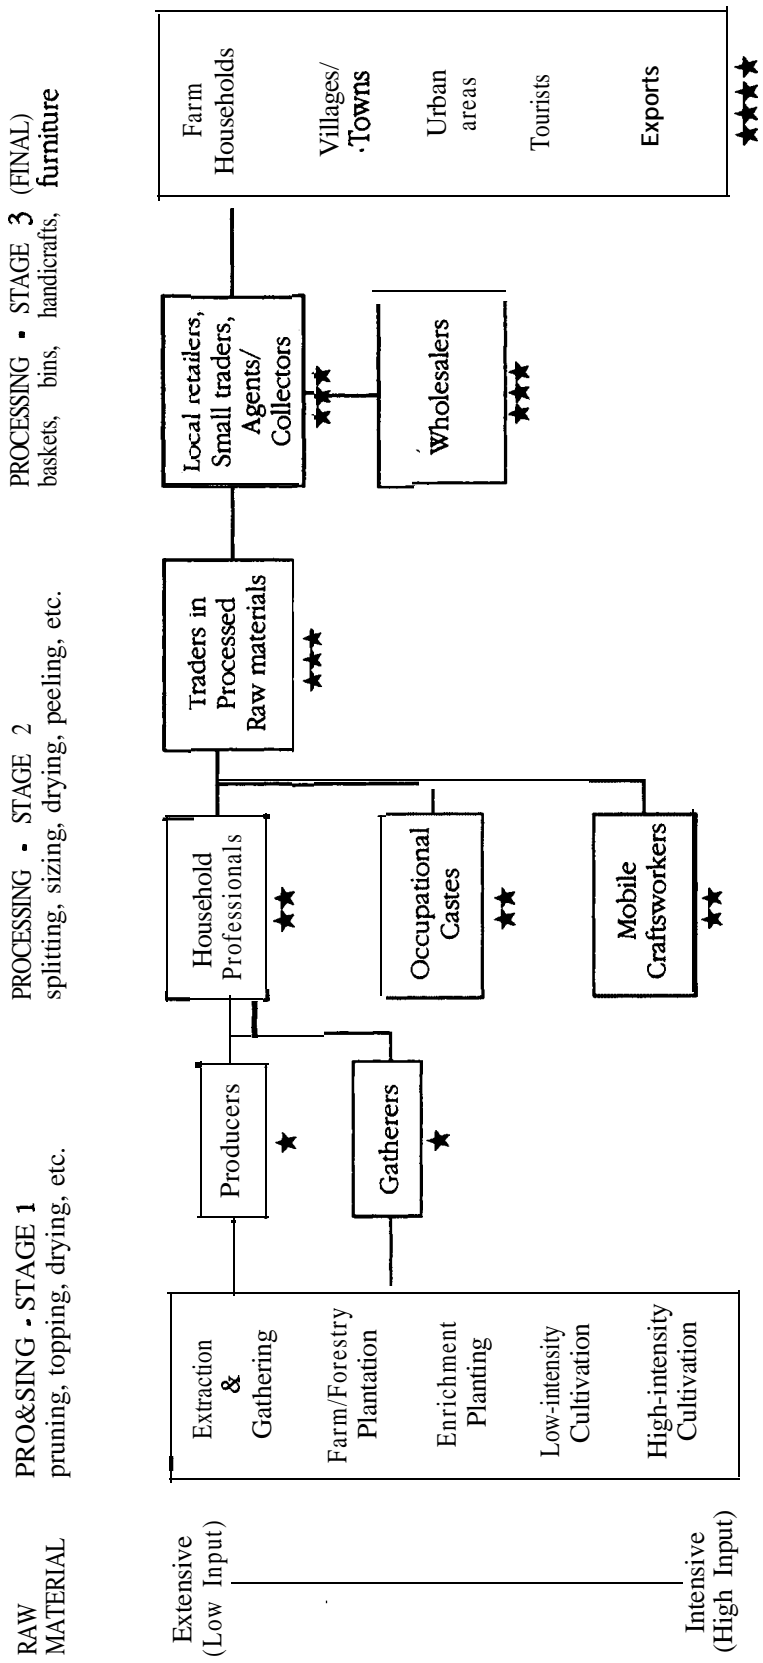 RAW
MATERIAL
PRO&SING - STAGE 1
pruning, topping, drying, etc.
PROCESSING - STAGE 2
splitting, sizing, drying, peeling, etc.
PROCESSING - STAGE 3 (FINAL)
baskets, bins, handicrafts, furniture
Extensive
(Low Input)
Intensive
(High Input)
Extraction
&
Gathering
Farm/Forestry
Plantation
Enrichment
Planting
Low-intensity
Cultivation
High-intensity
Cultivation
Producers
Gatherers
Household
Professionals
Occupational
Castes
Mobile
Craftsworkers
Traders in
Processed
Raw materials
Local retailers,
Small traders,
Agents/
Collectors
Wholesalers
Farm
Households
Villages/
.Towns
Urban
areas
Tourists
Exports